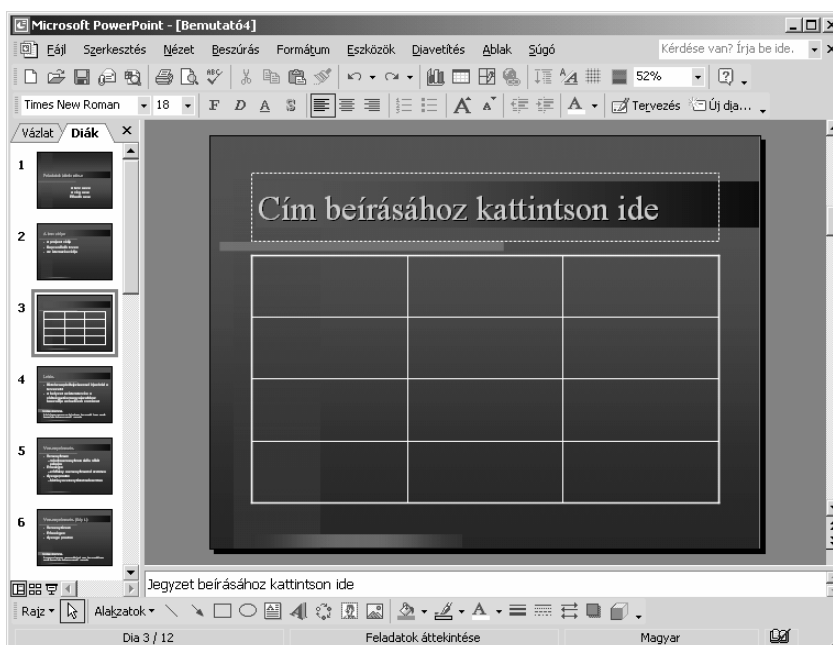 Microsoft PowerPoint - [Bemutató4]
Fájl Szerkesztés Nézet Beszúrás Formátum Eszközök Diavetítés Ablak Súgó Kérdése van? Írja be ide.
52%
Times New Roman 18 F D A S Tervezés Új dia...
Vázlat Diák
1
2
3
4
5
6
Cím beírásához kattintson ide
Jegyzet beírásához kattintson ide
Rajz Alakzatok
Dia 3 / 12 Feladatok áttekintése Magyar